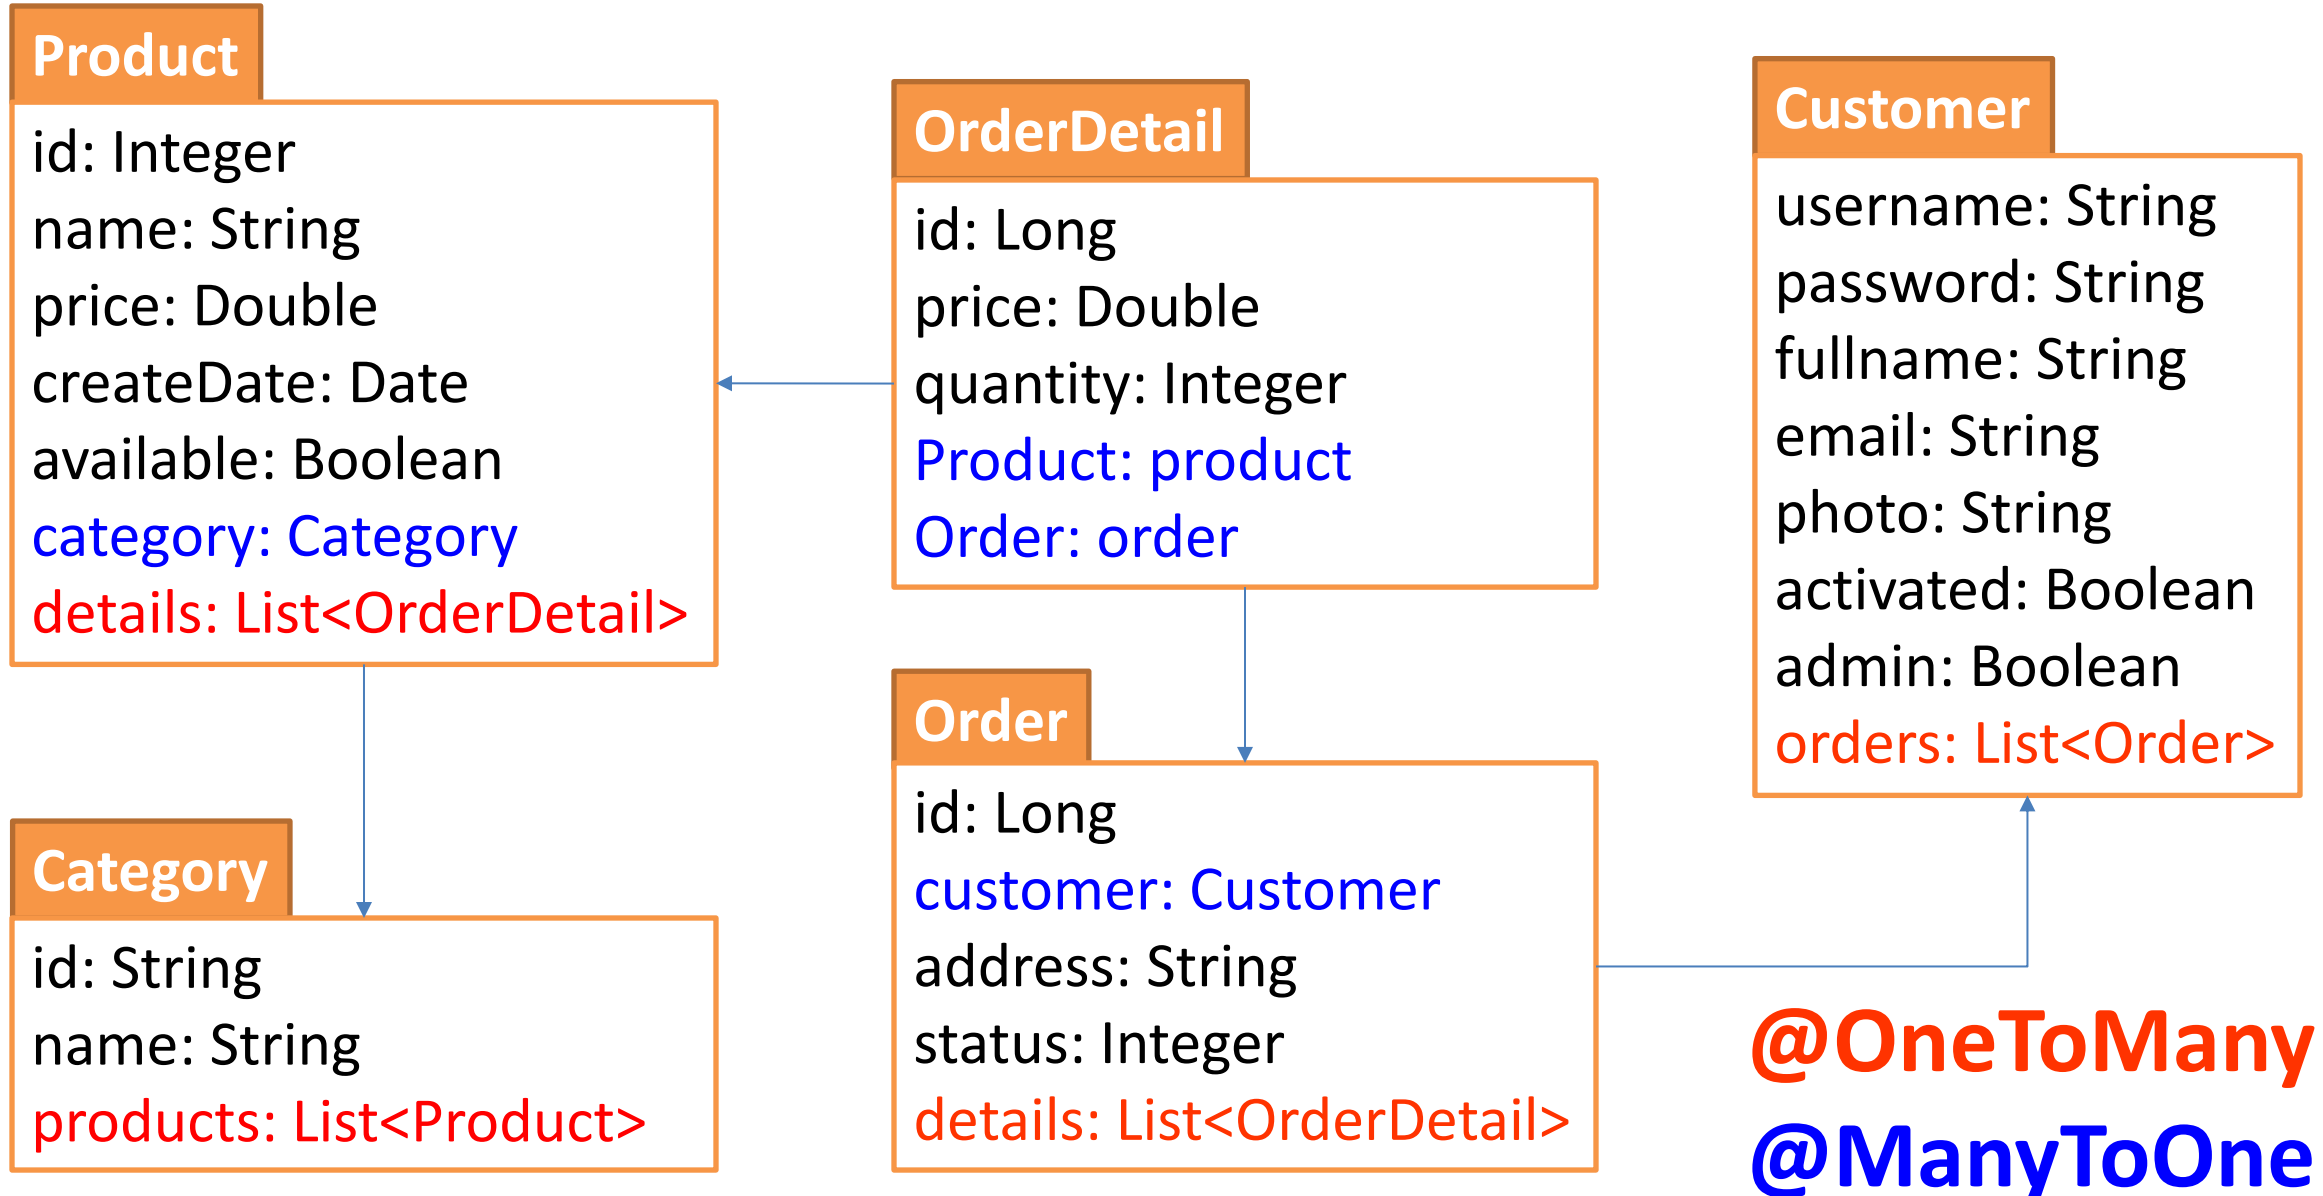 Product
id: Integer
name: String
price: Double
createDate: Date
available: Boolean
category: Category
details: List<OrderDetail>
Category
id: String
name: String
products: List<Product>
OrderDetail
id: Long
price: Double
quantity: Integer
Product: product
Order: order
Order
id: Long
customer: Customer
address: String
status: Integer
details: List<OrderDetail>
Customer
username: String
password: String
fullname: String
email: String
photo: String
activated: Boolean
admin: Boolean
orders: List<Order>
@OneToMany
@ManyToOne